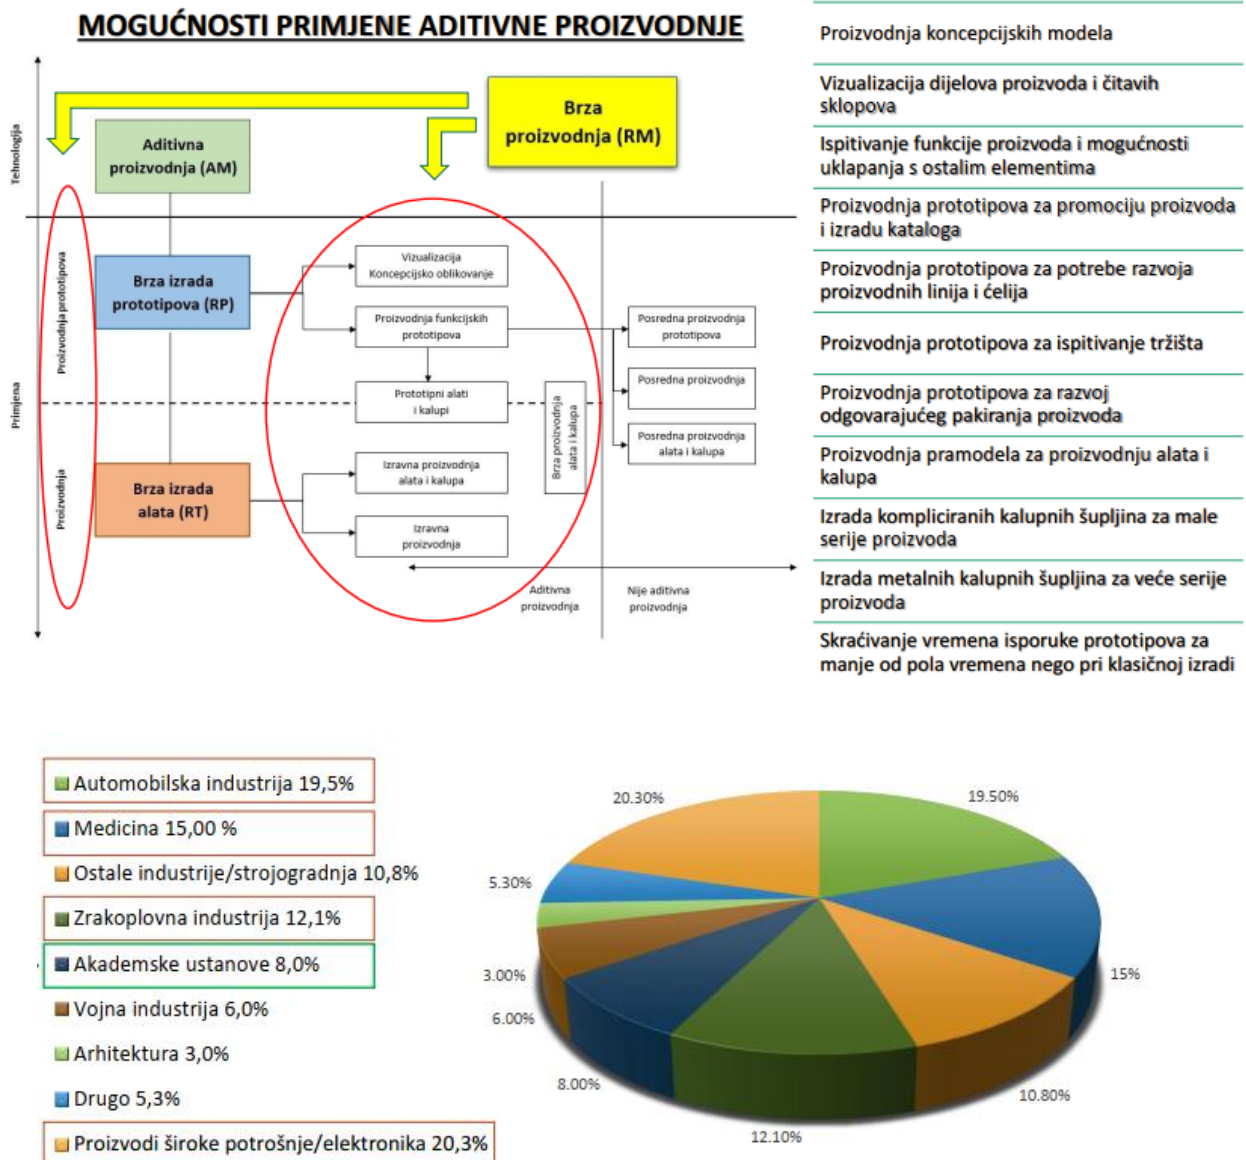 MOGUĆNOSTI PRIMJENE ADITIVNE PROIZVODNJE
Tehnologija
Primjena
Proizvodnja prototipova
Proizvodnja
Aditivna
proizvodnja (AM)
Brza
proizvodnja (RM)
Brza izrada
prototipova (RP)
Brza izrada
alata (RT)
Vizualizacija
Koncepcijsko oblikovanje
Proizvodnja funkcijskih
prototipova
Prototipni alati
i kalupi
Izravna proizvodnja
alata i kalupa
Izravna
proizvodnja
Brza proizvodnja
alata i kalupa
Posredna proizvodnja
prototipova
Posredna proizvodnja
Posredna proizvodnja
alata i kalupa
Aditivna
proizvodnja
Nije aditivna
proizvodnja
Proizvodnja koncepcijskih modela
Vizualizacija dijelova proizvoda i čitavih
sklopova
Ispitivanje funkcije proizvoda i mogućnosti
uklapanja s ostalim elementima
Proizvodnja prototipova za promociju proizvoda
i izradu kataloga
Proizvodnja prototipova za potrebe razvoja
proizvodnih linija i ćelija
Proizvodnja prototipova za ispitivanje tržišta
Proizvodnja prototipova za razvoj
odgovarajućeg pakiranja proizvoda
Proizvodnja pramodela za proizvodnju alata i
kalupa
Izrada kompliciranih kalupnih šupljina za male
serije proizvoda
Izrada metalnih kalupnih šupljina za veće serije
proizvoda
Skraćivanje vremena isporuke prototipova za
manje od pola vremena nego pri klasičnoj izradi
Automobilska industrija 19,5%
Medicina 15,00 %
Ostale industrije/strojogradnja 10,8%
Zrakoplovna industrija 12,1%
Akademske ustanove 8,0%
Vojna industrija 6,0%
Arhitektura 3,0%
Drugo 5,3%
Proizvodi široke potrošnje/elektronika 20,3%
20.30%
19.50%
5.30%
3.00%
15%
6.00%
8.00%
10.80%
12.10%